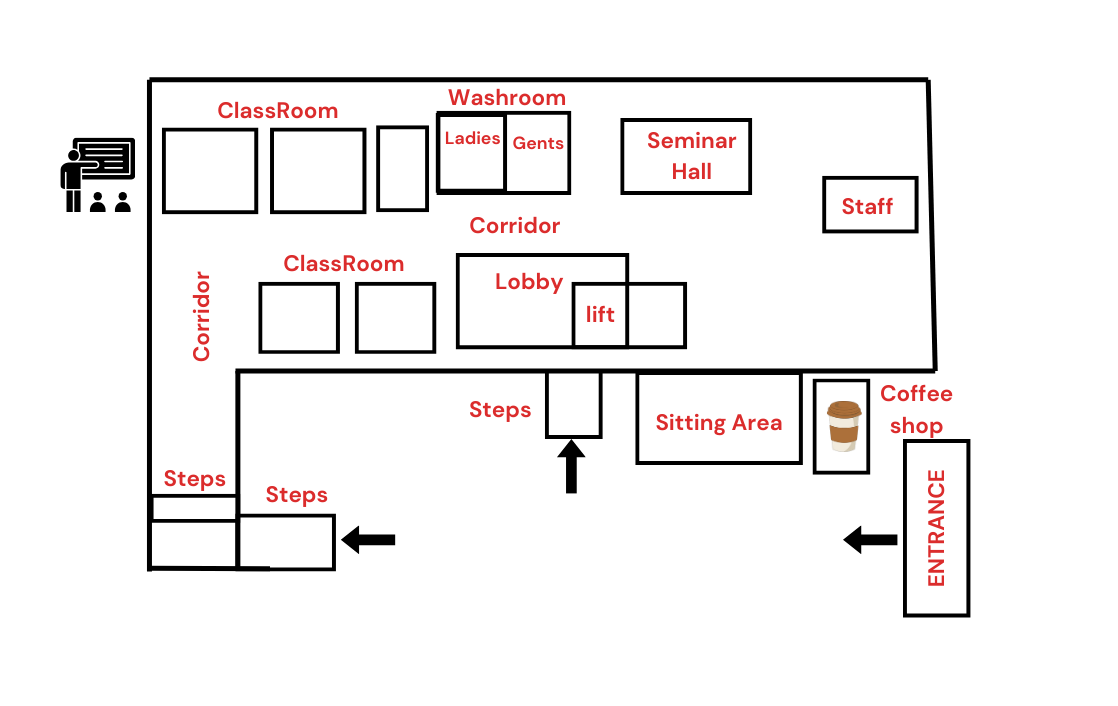 Washroom
ClassRoom
Ladies
Gents
Seminar
Hall
Staff
Corridor
ClassRoom
Lobby
Corridor
lift
Coffee
shop
Steps
Sitting Area
Steps
Steps
ENTRANCE